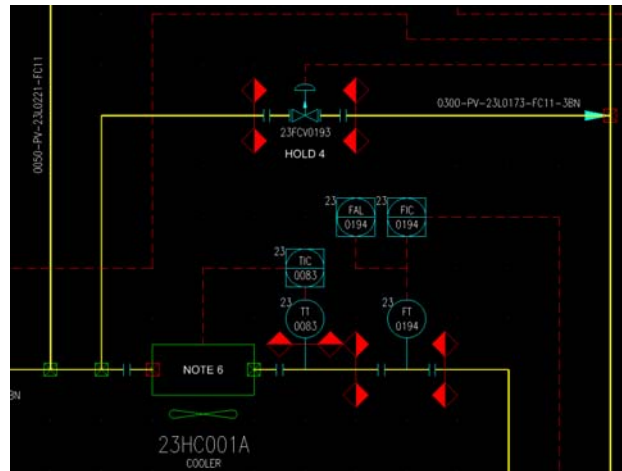 0050-PV-23L0221-FC11
0300-PV-23L0173-FC11-3BN
23FCV0193
HOLD 4
23
FAL
0194
23
FIC
0194
23
TIC
0083
23
TT
0083
23
FT
0194
NOTE 6
BN
23HC001A
COOLER